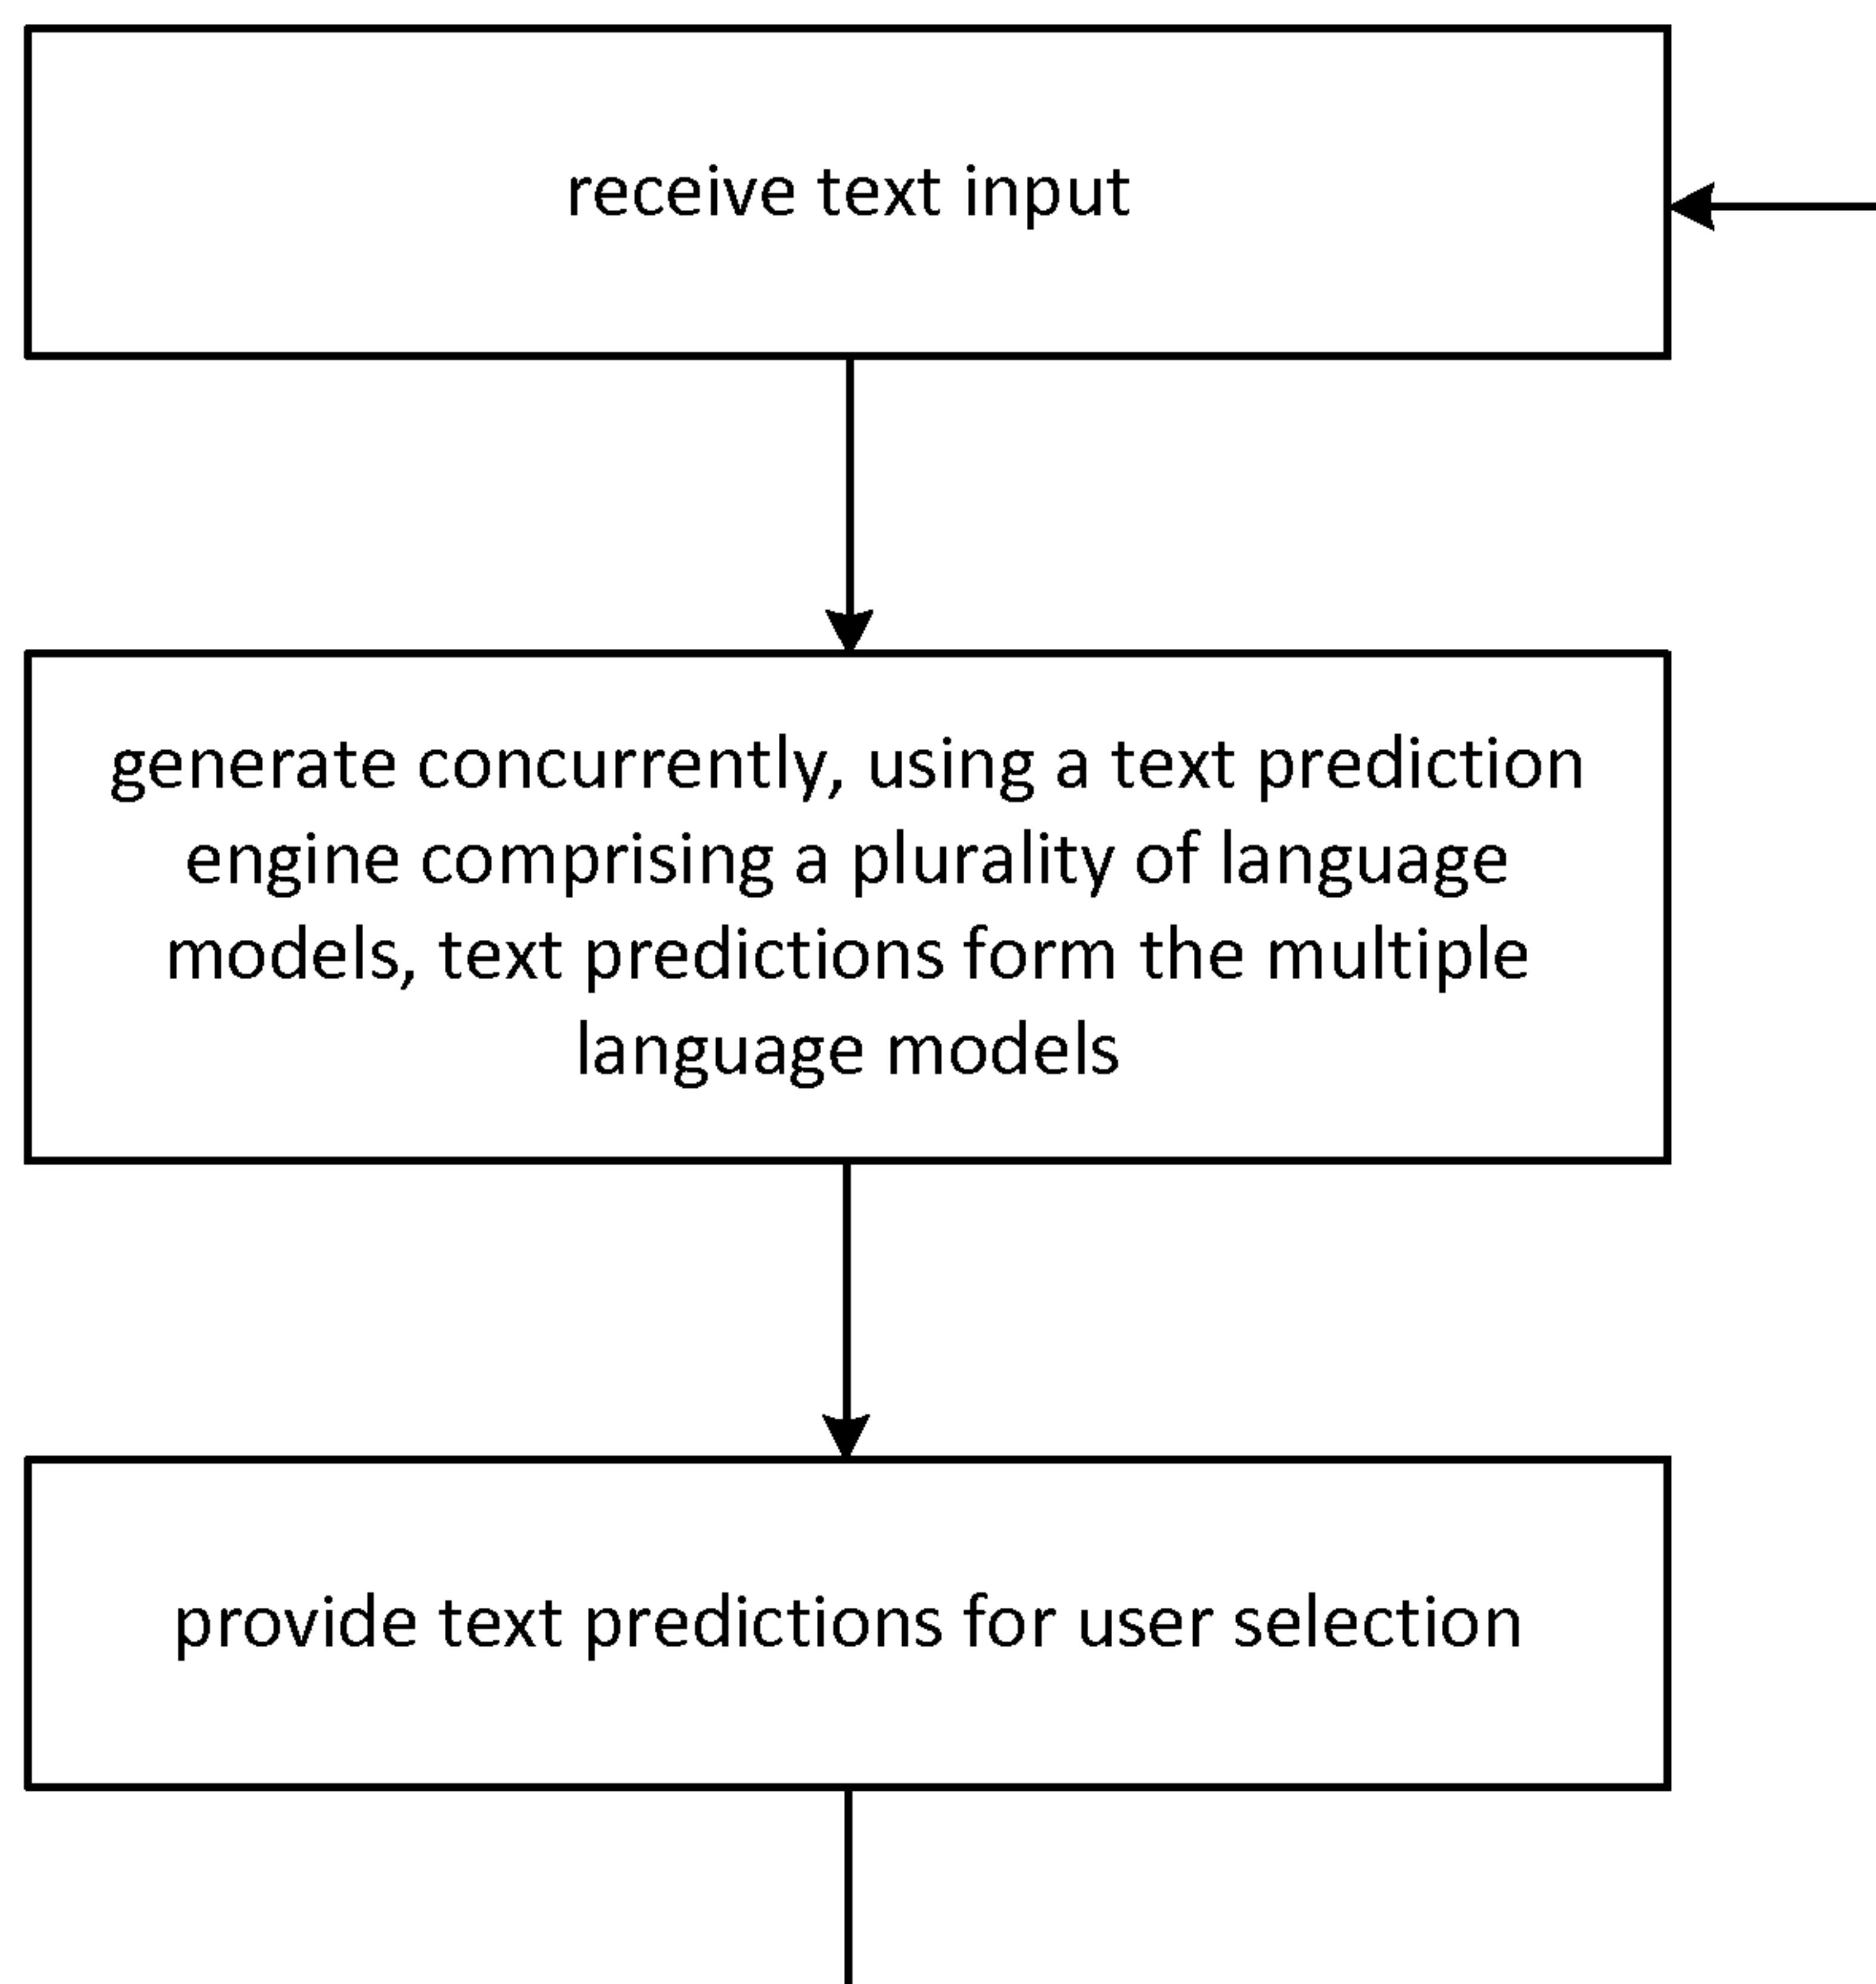 receive text input
generate concurrently, using a text prediction
engine comprising a plurality of language
models, text predictions form the multiple
language models
provide text predictions for user selection